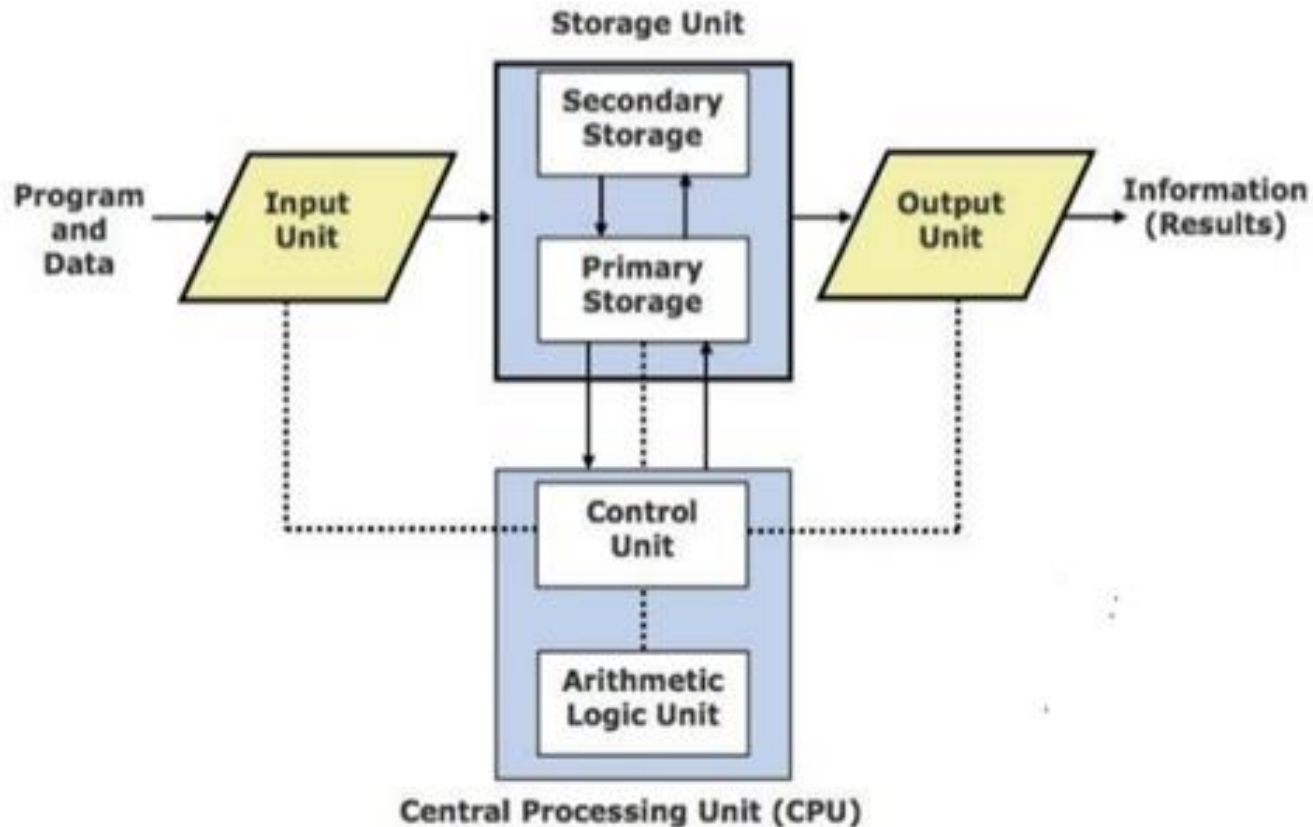 Storage Unit
Secondary
Storage
Program
and
Data
Input
Unit
Primary
Storage
Output
Unit
Information
(Results)
Control
Unit
Arithmetic
Logic Unit
Central Processing Unit (CPU)